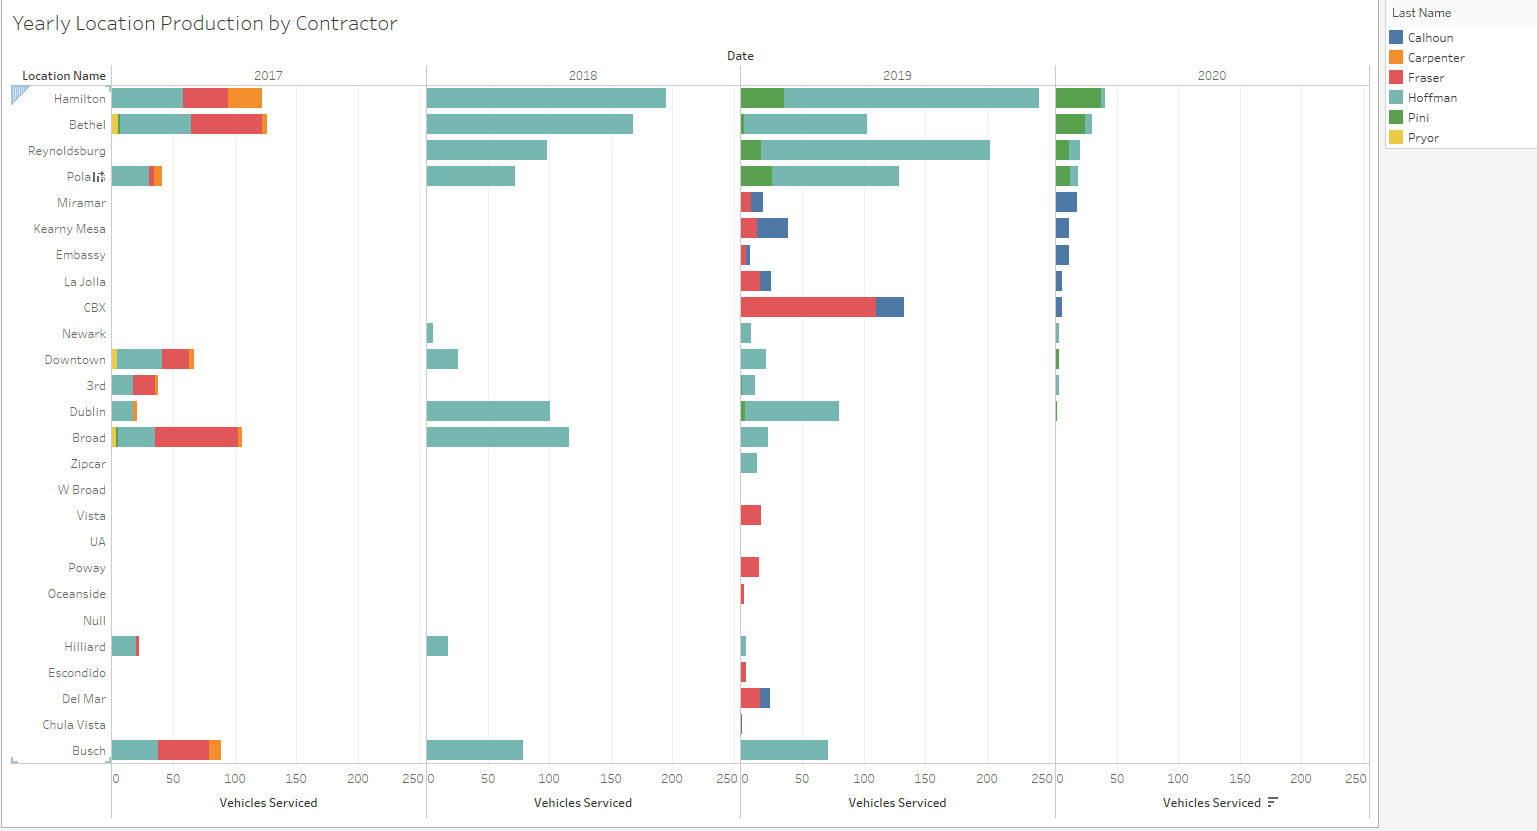 Yearly Location Production by Contractor
Last Name
Calhoun
Carpenter
Fraser
Hoffman
Pini
Pryor
Date
Location Name 2017 2018 2019 2020
Hamilton
Bethel
Reynoldsburg
Miramar
Kearny Mesa
Embassy
La Jolla
CBX
Newark
Downtown
3rd
Dublin
Broad
Zipcar
W Broad
Vista
UA
Poway
Oceanside
Null
Hilliard
Escondido
Del Mar
Chula Vista
Busch
0 50 100 150 200 250 0 50 100 150 200 250 0 50 100 150 200 250 0 50 100 150 200 250
Vehicles Serviced Vehicles Serviced Vehicles Serviced Vehicles Serviced